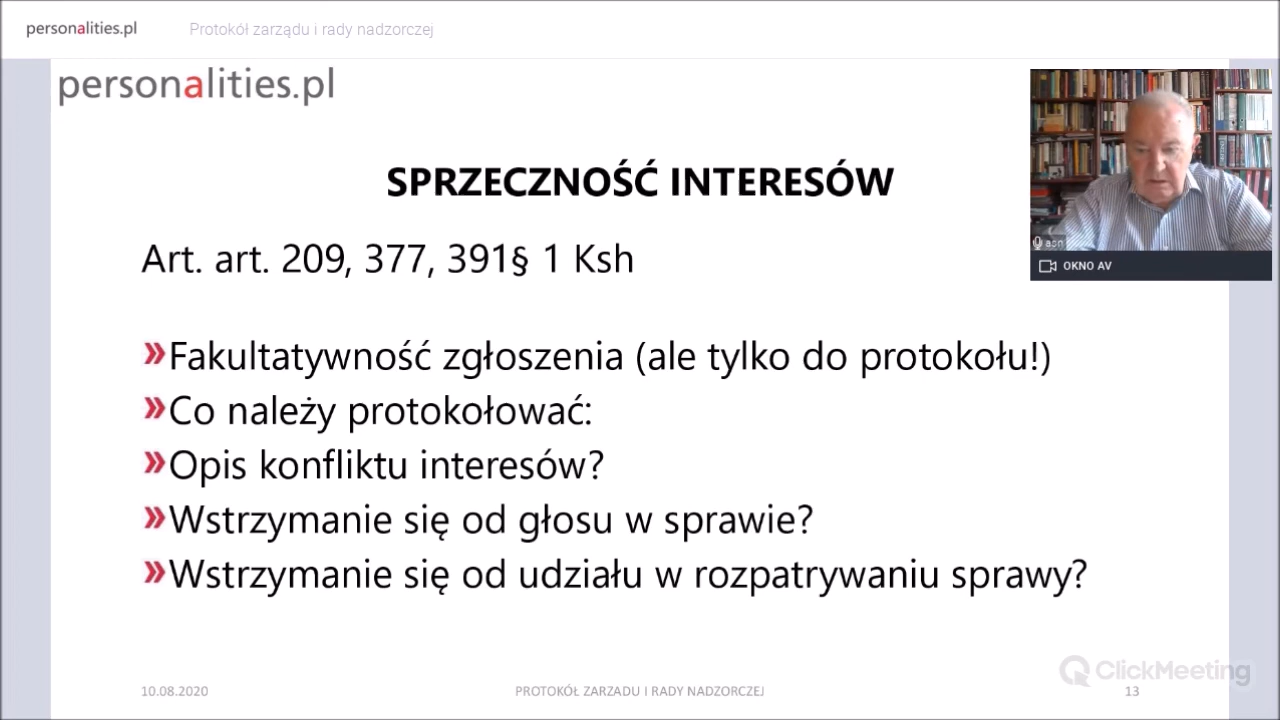 personalities.pl
Protokół zarządu i rady nadzorczej
personalities.pl
SPRZECZNOŚĆ INTERESÓW
Art. art. 209, 377, 391§ 1 Ksh
»Fakultatywność zgłoszenia (ale tylko do protokołu!)
»Co należy protokołować:
»Opis konfliktu interesów?
»Wstrzymanie się od głosu w sprawie?
»Wstrzymanie się od udziału w rozpatrywaniu sprawy?
asn
OKNO AV
ClickMeeting
10.08.2020
PROTOKÓŁ ZARZADU I RADY NADZORCZEJ
13